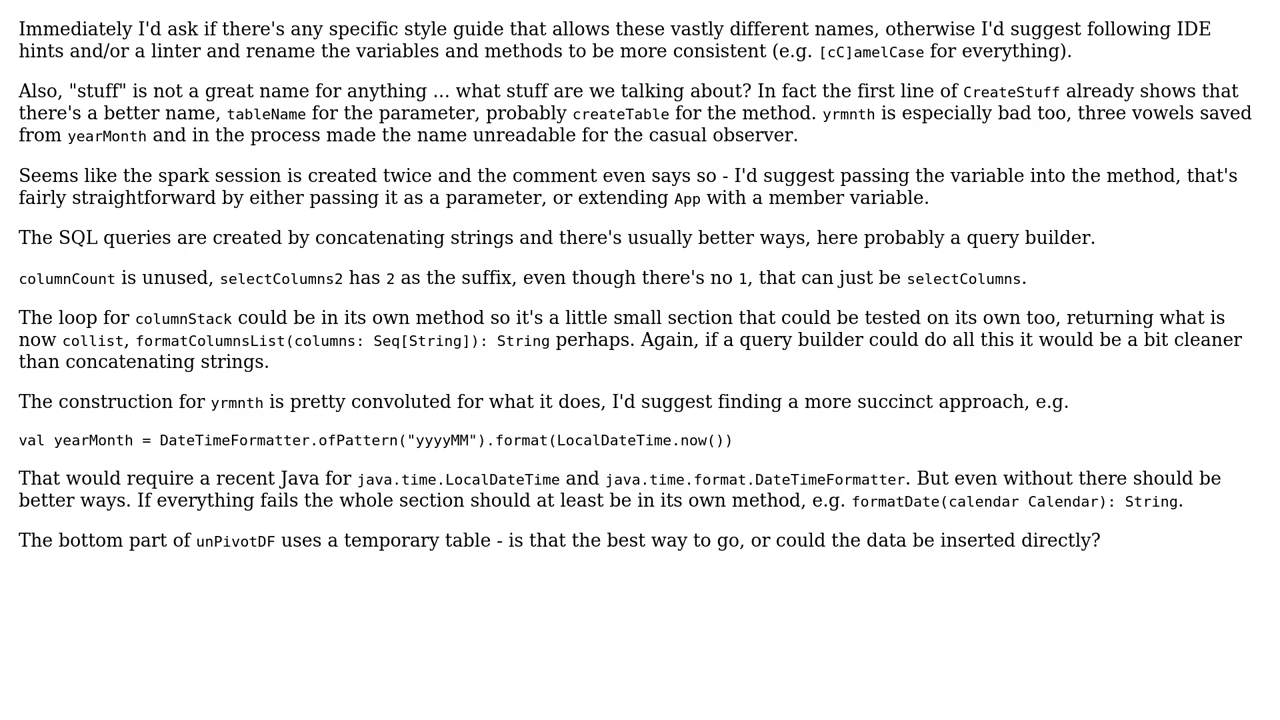 Immediately I'd ask if there's any specific style guide that allows these vastly different names, otherwise I'd suggest following IDE
hints and/or a linter and rename the variables and methods to be more consistent (e.g. [cC]amelCase for everything).
Also, "stuff" is not a great name for anything ... what stuff are we talking about? In fact the first line of CreateStuff already shows that
there's a better name, tableName for the parameter, probably createTable for the method. yrmnth is especially bad too, three vowels saved
from yearMonth and in the process made the name unreadable for the casual observer.
Seems like the spark session is created twice and the comment even says so - I'd suggest passing the variable into the method, that's
fairly straightforward by either passing it as a parameter, or extending App with a member variable.
The SQL queries are created by concatenating strings and there's usually better ways, here probably a query builder.
columnCount is unused, selectColumns2 has 2 as the suffix, even though there's no 1, that can just be selectColumns.
The loop for columnStack could be in its own method so it's a little small section that could be tested on its own too, returning what is
now collist, formatColumnsList(columns: Seq[String]): String perhaps. Again, if a query builder could do all this it would be a bit cleaner
than concatenating strings.
The construction for yrmnth is pretty convoluted for what it does, I'd suggest finding a more succinct approach, e.g.
val yearMonth = DateTimeFormatter.ofPattern("yyyyMM").format(LocalDateTime.now())
That would require a recent Java for java.time.LocalDateTime and java.time.format.DateTimeFormatter. But even without there should be
better ways. If everything fails the whole section should at least be in its own method, e.g. formatDate(calendar Calendar): String.
The bottom part of unPivotDF uses a temporary table - is that the best way to go, or could the data be inserted directly?